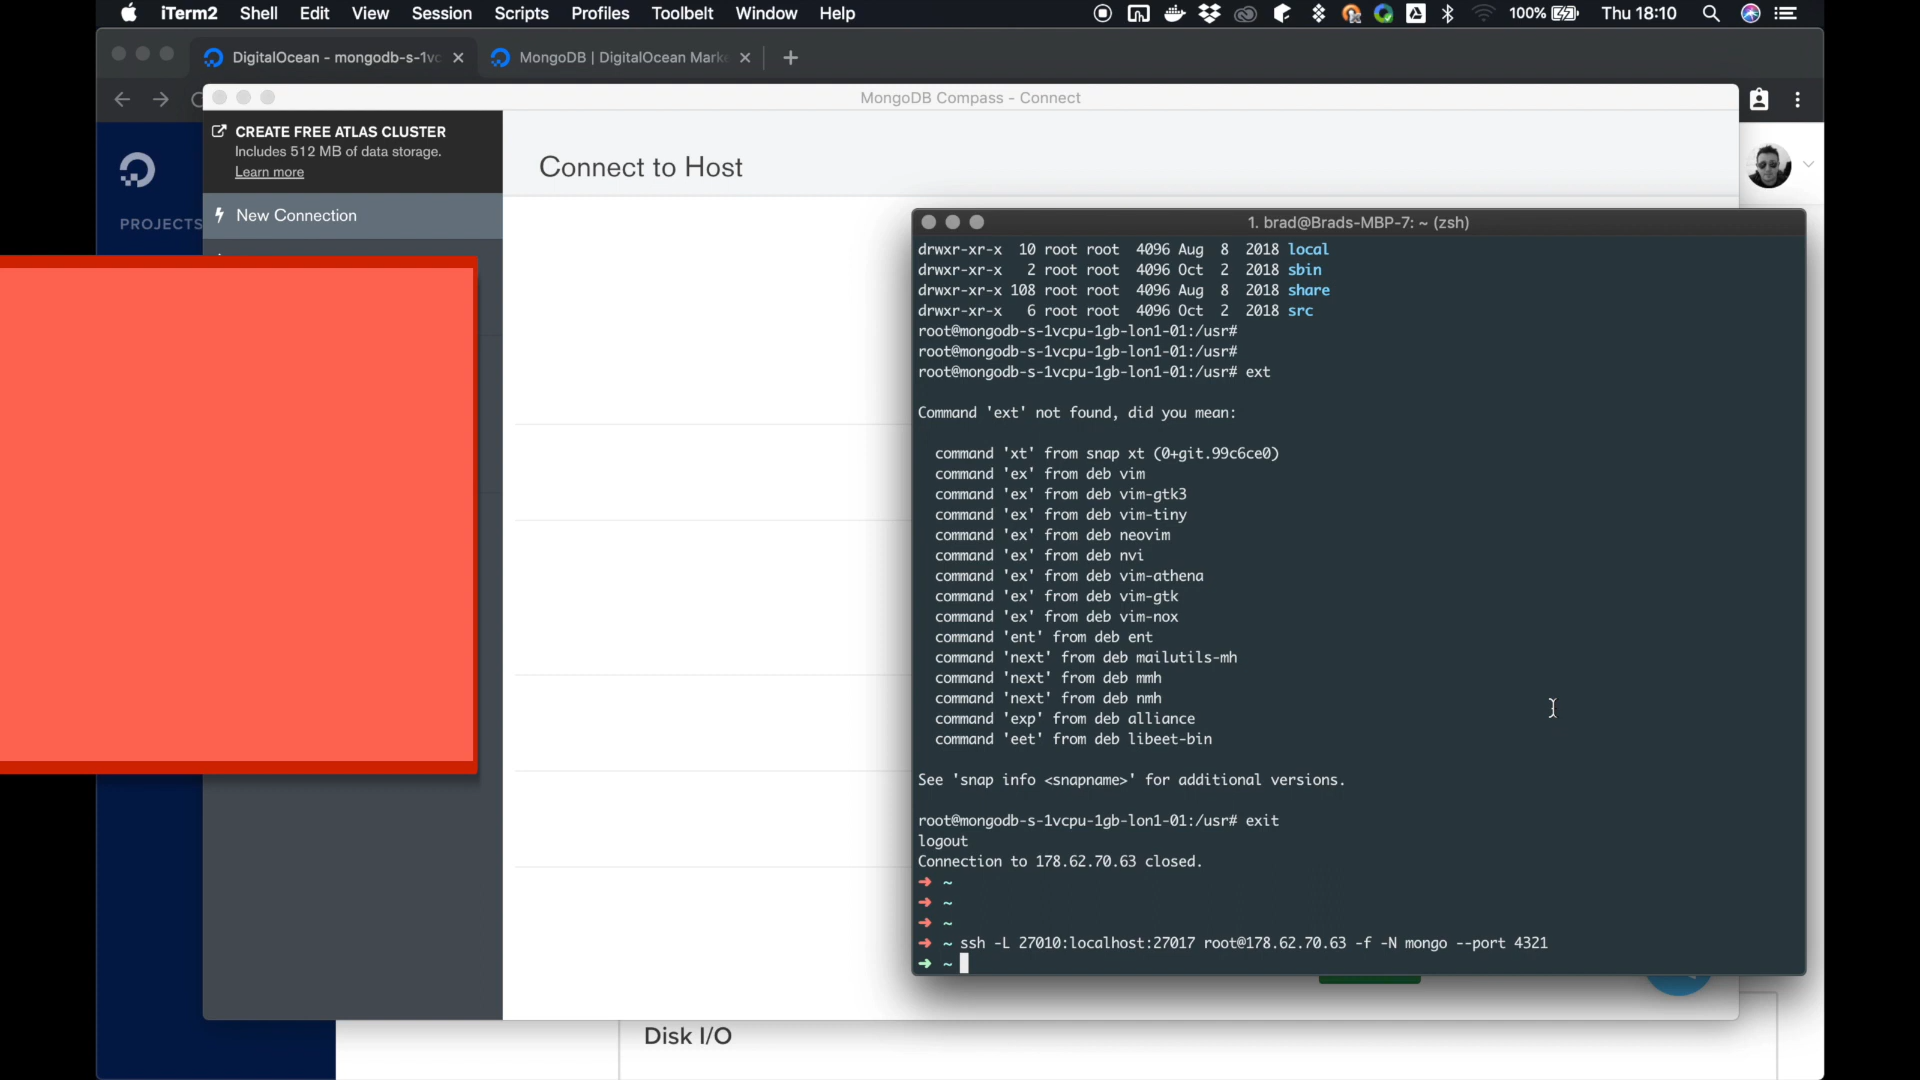 iTerm2 Shell Edit View Session Scripts Profiles Toolbelt Window Help 100% Thu 18:10
DigitalOcean - mongodb-s-1vc MongoDB | DigitalOcean Mark
MongoDB Compass - Connect
CREATE FREE ATLAS CLUSTER
Includes 512 MB of data storage.
Learn more
Connect to Host
New Connection
PROJECTS
1. brad@Brads-MBP-7: ~ (zsh)
drwxr-xr-x 10 root root 4096 Aug 8 2018 local
drwxr-xr-x 2 root root 4096 Oct 2 2018 sbin
drwxr-xr-x 108 root root 4096 Aug 8 2018 share
drwxr-xr-x 6 root root 4096 Oct 2 2018 src
root@mongodb-s-1vcpu-1gb-lon1-01:/usr#
root@mongodb-s-1vcpu-1gb-lon1-01:/usr#
root@mongodb-s-1vcpu-1gb-lon1-01:/usr# ext
Command 'ext' not found, did you mean:
command 'xt' from snap xt (0+git.99c6ce0)
command 'ex' from deb vim
command 'ex' from deb vim-gtk3
command 'ex' from deb vim-tiny
command 'ex' from deb neovim
command 'ex' from deb nvi
command 'ex' from deb vim-athena
command 'ex' from deb vim-gtk
command 'ex' from deb vim-nox
command 'ent' from deb ent
command 'next' from deb mailutils-mh
command 'next' from deb mmh
command 'next' from deb nmh
command 'exp' from deb alliance
command 'eet' from deb libeet-bin
See 'snap info <snapname>' for additional versions.
root@mongodb-s-1vcpu-1gb-lon1-01:/usr# exit
logout
Connection to 178.62.70.63 closed.
➜ ~
➜ ~
➜ ~
➜ ~ ssh -L 27010:localhost:27017 root@178.62.70.63 -f -N mongo --port 4321
➜ ~
Disk I/O